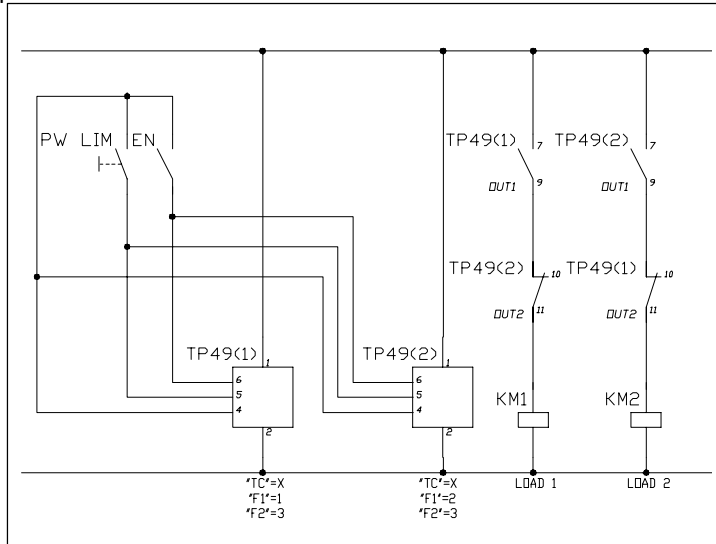 PW LIM EN
TP49(1) 7 TP49(2) 7
9 9
OUT1 OUT1
TP49(2) 10 TP49(1) 10
11 11
OUT2 OUT2
TP49(1) 1 TP49(2) 1
6 6
5 5
4 4
KM1 KM2
2 2
"TC"=X "TC"=X LOAD 1 LOAD 2
"F1"=1 "F1"=2
"F2"=3 "F2"=3